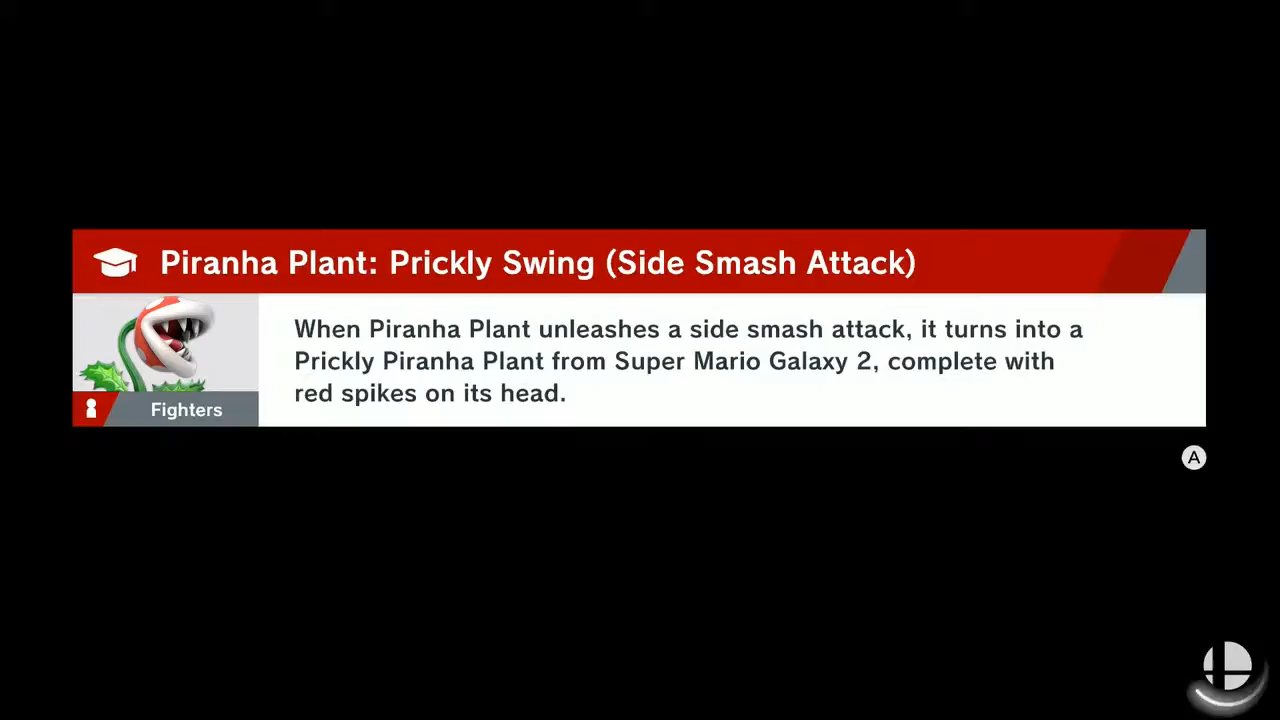 Piranha Plant: Prickly Swing (Side Smash Attack)
When Piranha Plant unleashes a side smash attack, it turns into a
Prickly Piranha Plant from Super Mario Galaxy 2, complete with
red spikes on its head.
Fighters
A